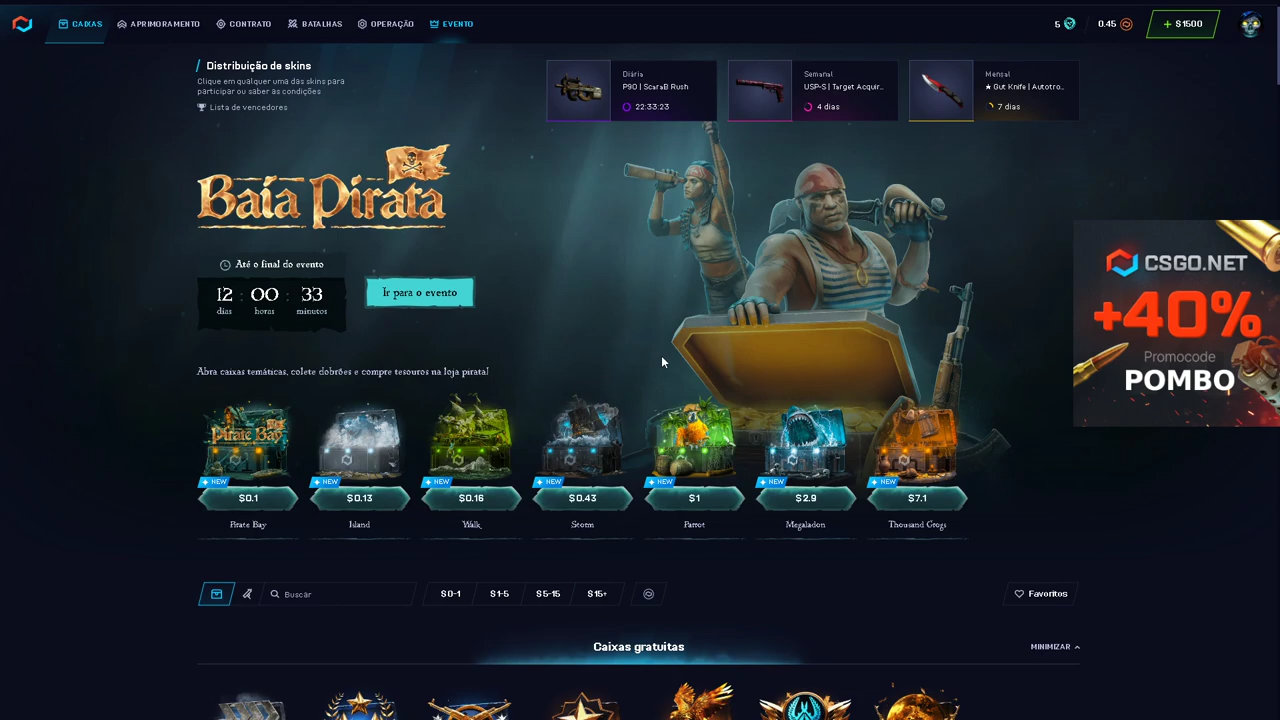 CAIXAS
APRIMORAMENTO
CONTRATO
BATALHAS
OPERAÇÃO
EVENTO
5
0.45
+ $1500
Distribuição de skins
Clique em qualquer uma das skins para
participar ou saber as condições
Lista de vencedores
Diária
P90 | ScaraB Rush
22:33:23
Semanal
USP-S | Target Acquir...
4 dias
Mensal
★ Gut Knife | Autotro...
7 dias
Baía Pirata
Até o final do evento
12 : 00 : 33
dias horas minutos
Ir para o evento
CSGO.NET
+40%
Promocode
POMBO
Abra caixas temáticas, colete dobrões e compre tesouros na loja pirata!
Pirate Bay
NEW
NEW
NEW
NEW
NEW
NEW
NEW
$0.1
$0.13
$0.16
$0.43
$1
$2.9
$7.1
Pirate Bay
Island
Walk
Storm
Parrot
Megaladon
Thousand Grogs
Buscar
$0-1
$1-5
$5-15
$15+
Favoritos
Caixas gratuitas
MINIMIZAR